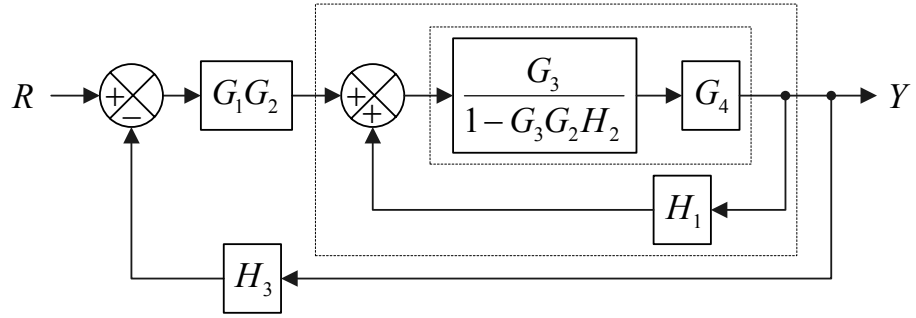 G₃
R + − G₁G₂ + + 1−G₃G₂H₂ G₄ Y
H₁
H₃